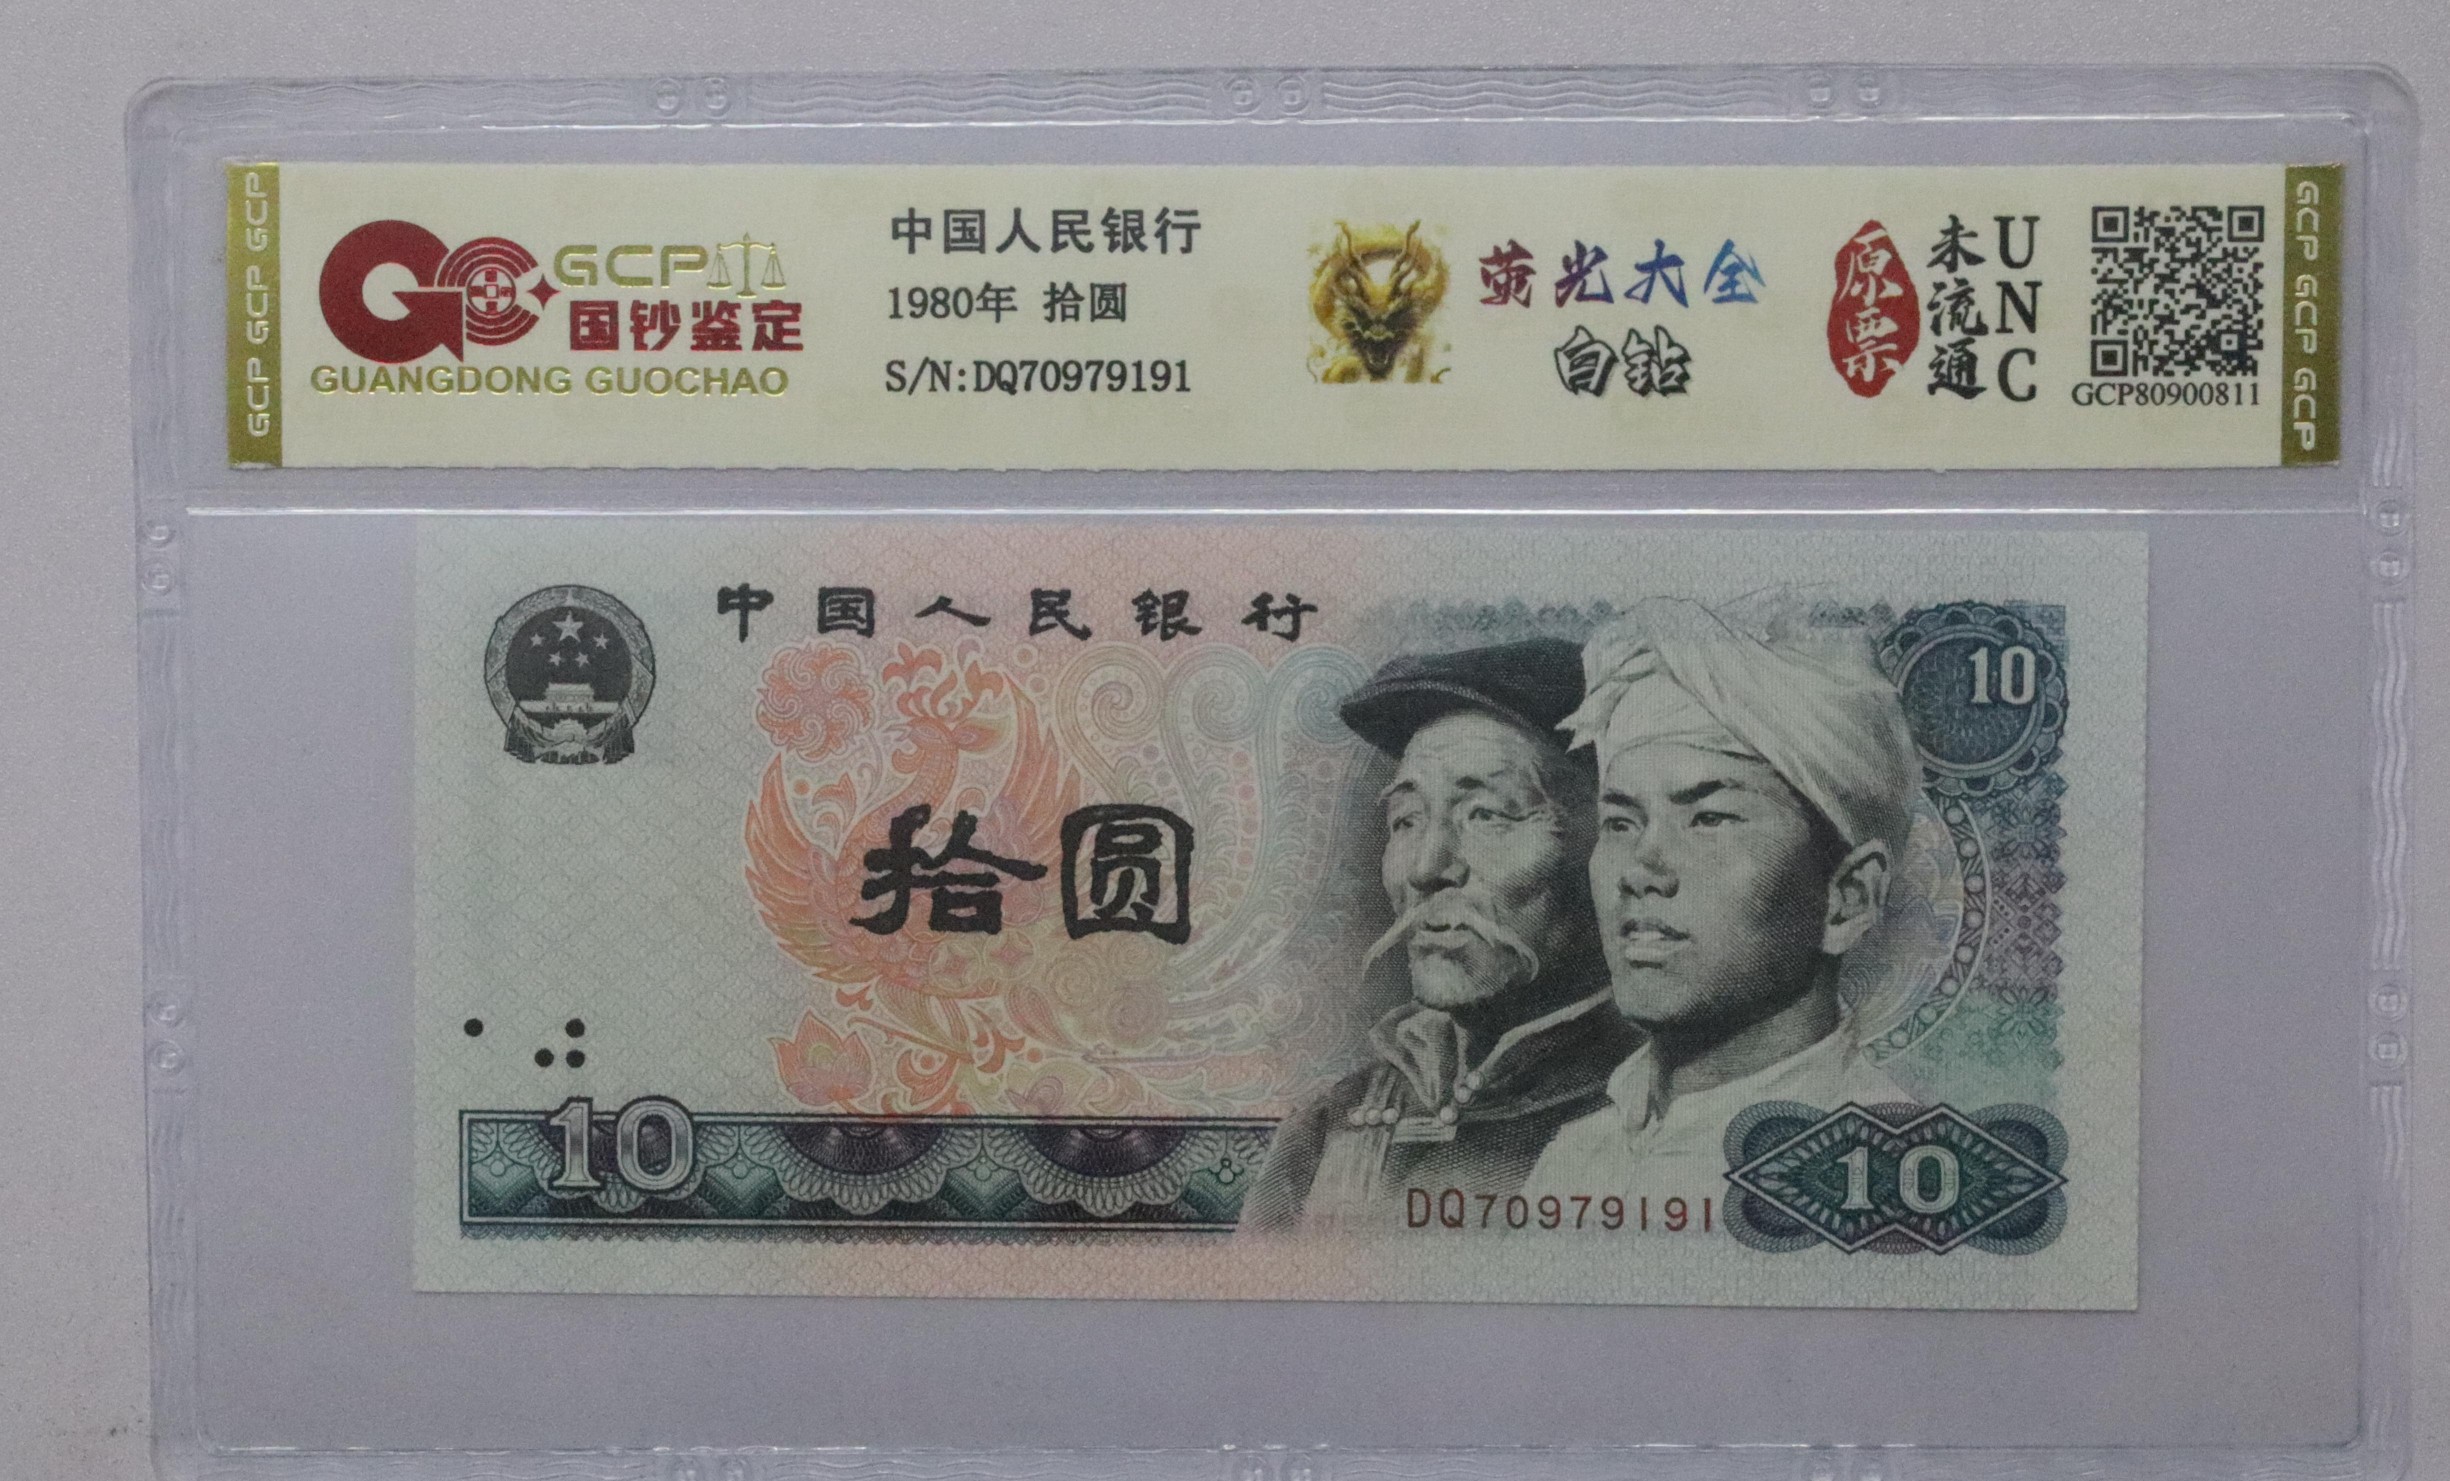 GCP GCP GCP
GCP
国钞鉴定
GUANGDONG GUOCHAO
中国人民银行
1980年 拾圆
S/N:DQ70979191
荧光大全
白钻
原票
未流通
UNC
GCP80900811
GCP GCP GCP
中国人民银行
10
拾圆
10
DQ70979191
10